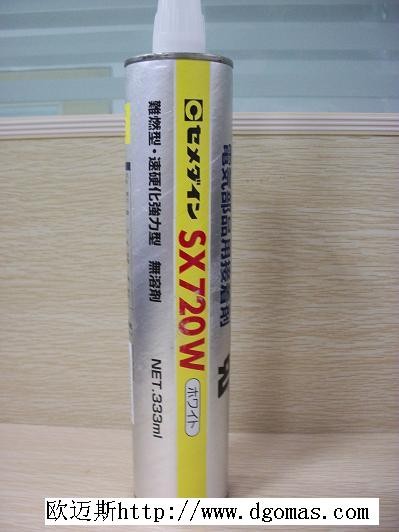 セメダイン SX720W ホワイト
難燃型・速硬化強力型 無溶剤 NET.333ml
電気部品用接着剤
欧迈斯http://www.dgomas.com